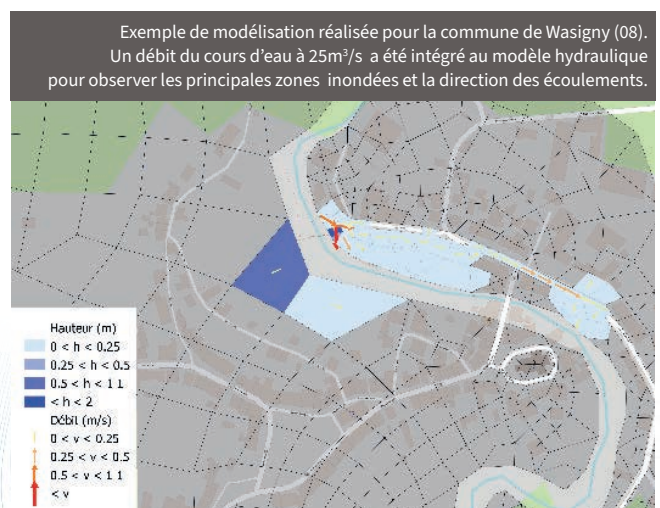 Exemple de modélisation réalisée pour la commune de Wasigny (08).
Un débit du cours d’eau à 25m³/s a été intégré au modèle hydraulique
pour observer les principales zones inondées et la direction des écoulements.
Hauteur (m)
0 < h < 0.25
0.25 < h < 0.5
0.5 < h < 1 1
< h < 2
Débil (m/s)
0 < v < 0.25
0.25 < v < 0.5
0.5 < v < 1 1
< v